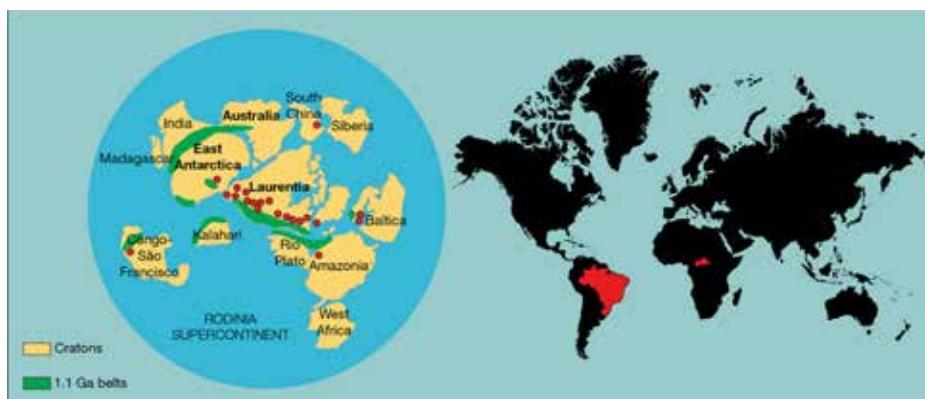 South
China
Australia
India
Siberia
East
Antarctica
Madagascar
Laurentia
Baltica
Kalahari
Congo-
São
Francisco
Rio
Plato
Amazonia
West
Africa
RODINIA
SUPERCONTINENT
Cratons
1.1 Ga belts